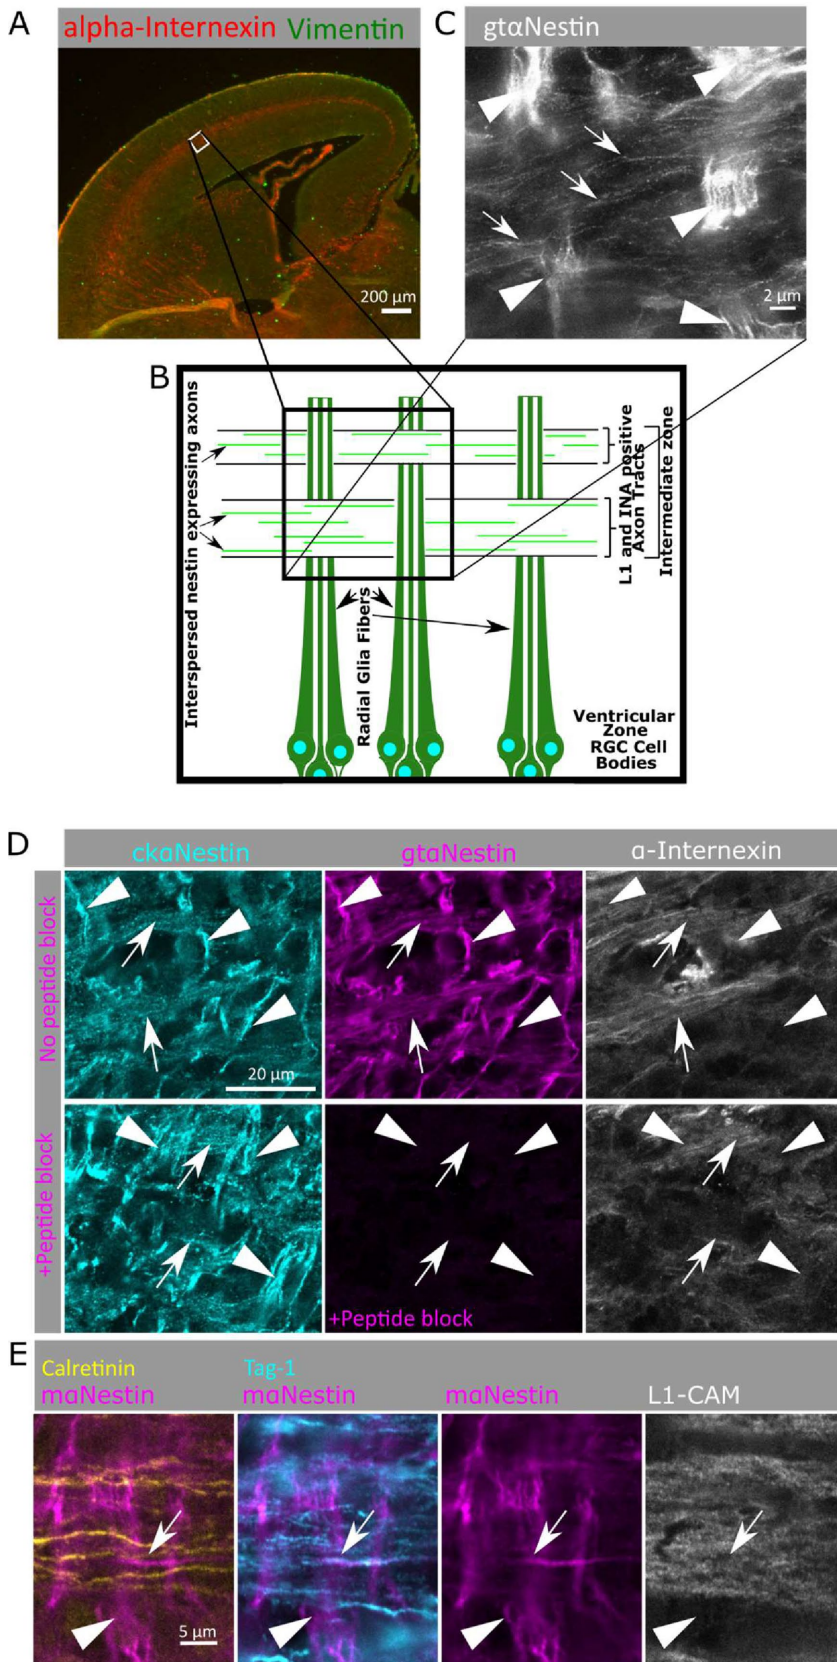 A
alpha-Internexin Vimentin
200 µm
C
gtαNestin
2 µm
B
Interspersed nestin expressing axons
Radial Glia Fibers
L1 and INA positive
Axon Tracts
Intermediate Zone
Ventricular
Zone
RGC Cell
Bodies
D
ckαNestin
gtαNestin
α-Internexin
No peptide block
20 µm
+Peptide block
+Peptide block
E
Calretinin
mαNestin
Tag-1
mαNestin
mαNestin
L1-CAM
5 µm